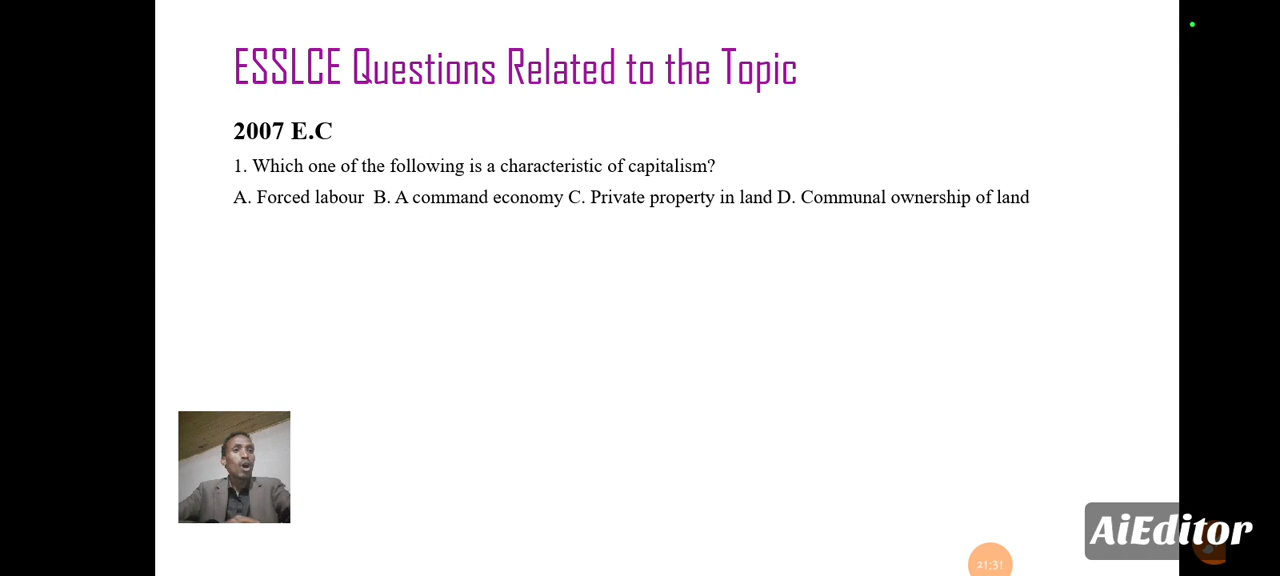 ESSLCE Questions Related to the Topic
2007 E.C
1. Which one of the following is a characteristic of capitalism?
A. Forced labour B. A command economy C. Private property in land D. Communal ownership of land
AiEditor
21:31